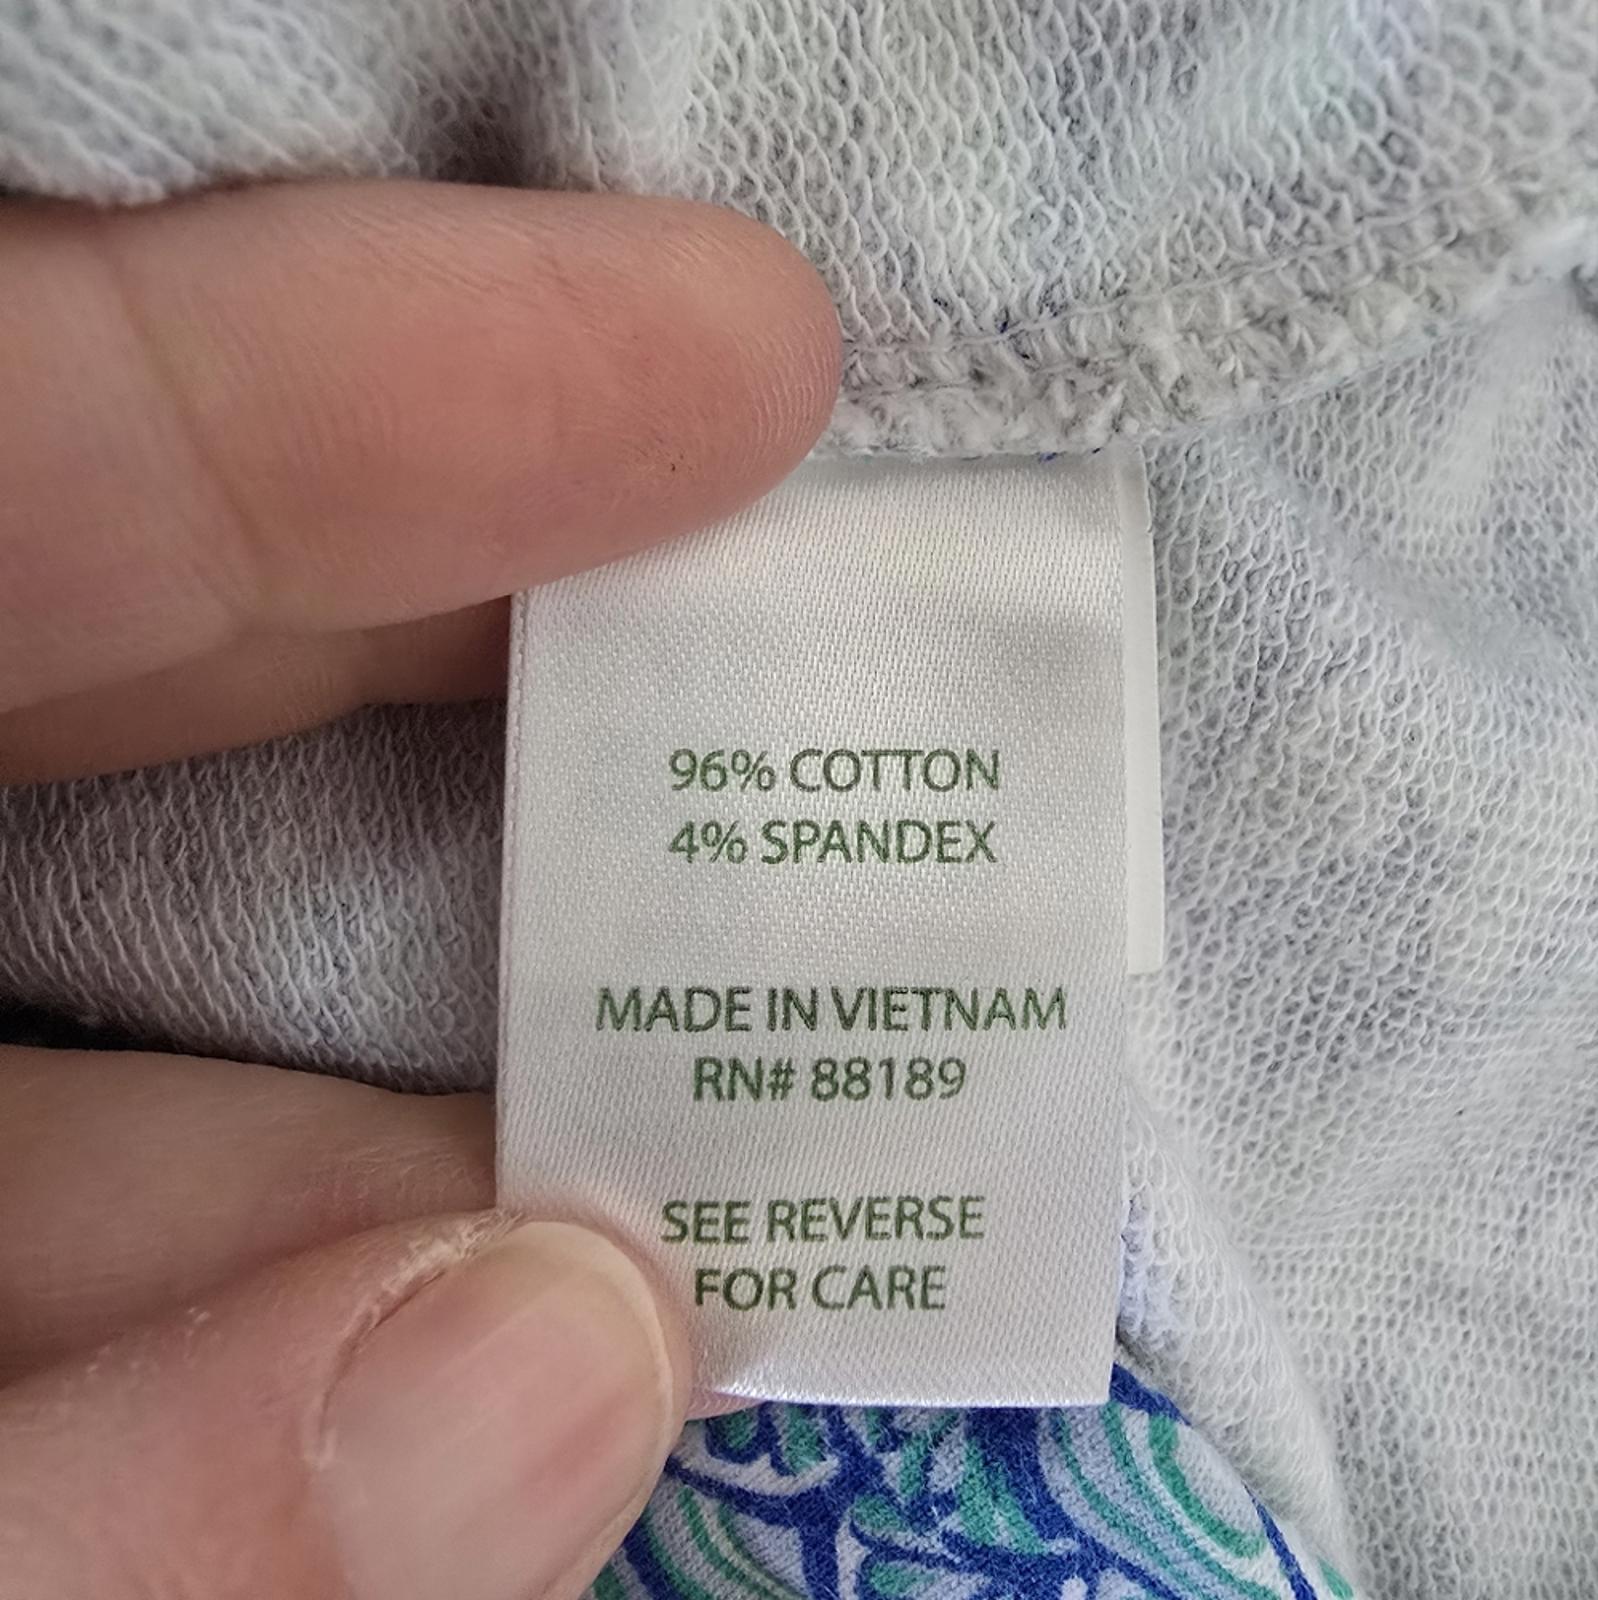 96% COTTON
4% SPANDEX
MADE IN VIETNAM
RN# 88189
SEE REVERSE
FOR CARE